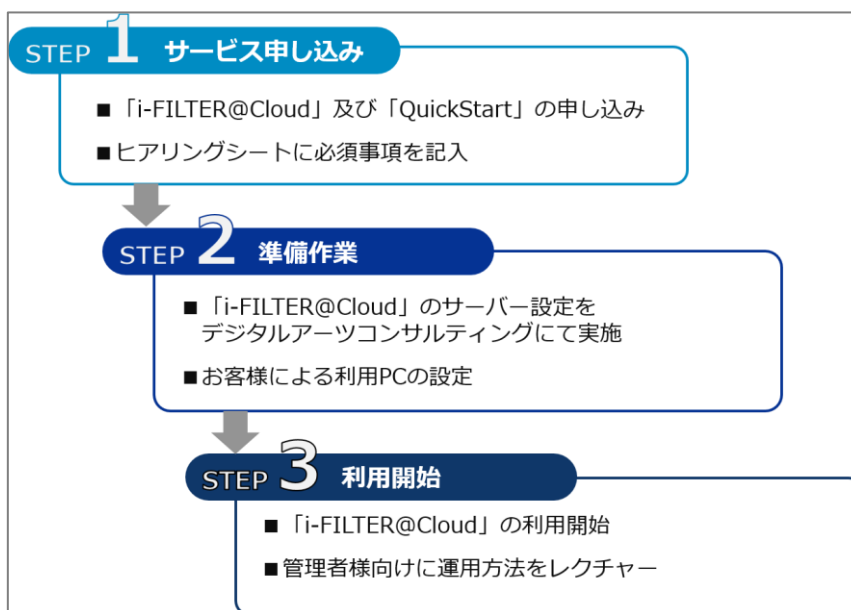 STEP 1 サービス申し込み
■「i-FILTER@Cloud」及び「QuickStart」の申し込み
■ヒアリングシートに必須事項を記入
STEP 2 準備作業
■「i-FILTER@Cloud」のサーバー設定を
デジタルアーツコンサルティングにて実施
■お客様による利用PCの設定
STEP 3 利用開始
■「i-FILTER@Cloud」の利用開始
■管理者様向けに運用方法をレクチャー